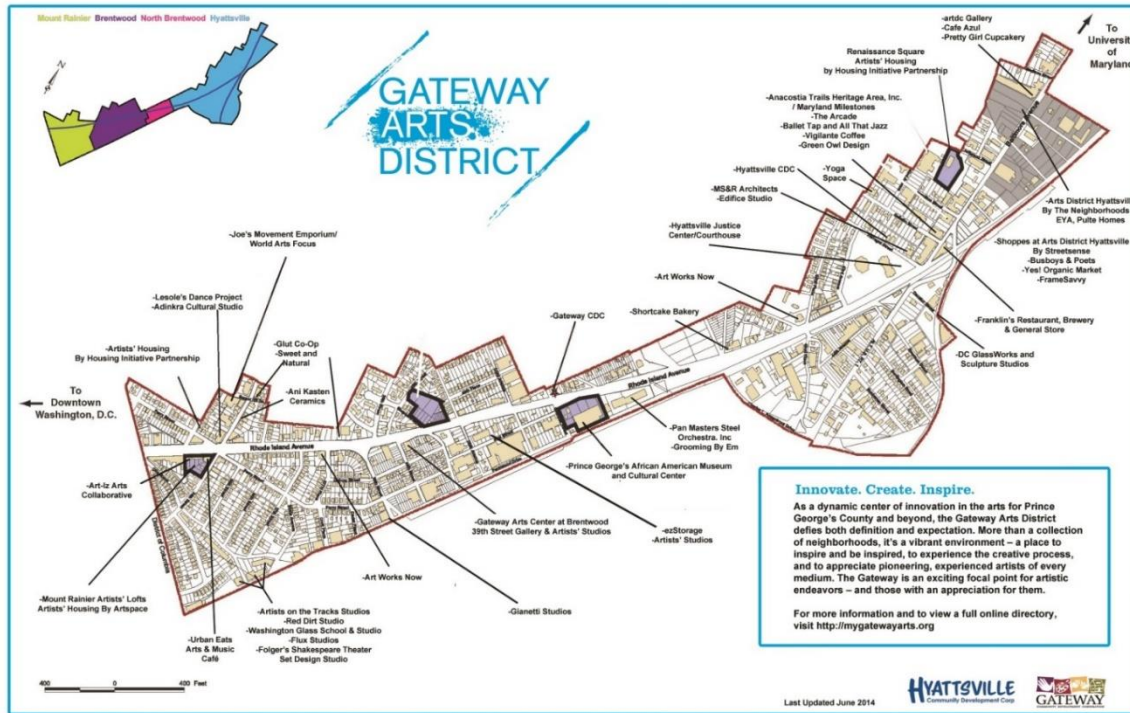 Mount Rainier Brentwood North Brentwood Hyattsville
N
GATEWAY
ARTS
DISTRICT
-artdc Gallery
-Cafe Azul
-Pretty Girl Cupcakery
To
University
of
Maryland
Renaissance Square
Artists' Housing
by Housing Initiative Partnership
-Anacostia Trails Heritage Area, Inc.
/ Maryland Milestones
-The Arcade
-Ballet Tap and All That Jazz
-Vigilante Coffee
-Green Owl Design
-Hyattsville CDC
-Yoga
Space
-MS&R Architects
-Edifice Studio
-Hyattsville Justice
Center/Courthouse
-Art Works Now
-Shortcake Bakery
-Gateway CDC
-Arts District Hyattsville
By The Neighborhoods of
EYA, Pulte Homes
-Shoppes at Arts District Hyattsville
By Streetsense
-Busboys & Poets
-Yes! Organic Market
-FrameSavvy
-Franklin's Restaurant, Brewery
& General Store
-DC GlassWorks and
Sculpture Studios
Baltimore Avenue
Rhode Island Avenue
-Joe's Movement Emporium/
World Arts Focus
-Lesole's Dance Project
-Adinkra Cultural Studio
-Artists' Housing
By Housing Initiative Partnership
-Glut Co-Op
-Sweet and
Natural
-Ani Kasten
Ceramics
To
Downtown
Washington, D.C.
Rhode Island Avenue
-Art-Iz Arts
Collaborative
District of Columbia
-Mount Rainier Artists' Lofts
Artists' Housing By Artspace
-Urban Eats
Arts & Music
Café
-Artists on the Tracks Studios
-Red Dirt Studio
-Washington Glass School & Studio
-Flux Studios
-Folger's Shakespeare Theater
Set Design Studio
-Art Works Now
-Gianetti Studios
-Gateway Arts Center at Brentwood
39th Street Gallery & Artists' Studios
-ezStorage
-Artists' Studios
-Prince George's African American Museum
and Cultural Center
-Pan Masters Steel
Orchestra. Inc
-Grooming By Em
Innovate. Create. Inspire.
As a dynamic center of innovation in the arts for Prince
George's County and beyond, the Gateway Arts District
defies both definition and expectation. More than a collection
of neighborhoods, it's a vibrant environment – a place to
inspire and be inspired, to experience the creative process,
and to appreciate pioneering, experienced artists of every
medium. The Gateway is an exciting focal point for artistic
endeavors – and those with an appreciation for them.
For more information and to view a full online directory,
visit http://mygatewayarts.org
400 0 400 Feet
Last Updated June 2014
HYATTSVILLE
Community Development Corp
GATEWAY